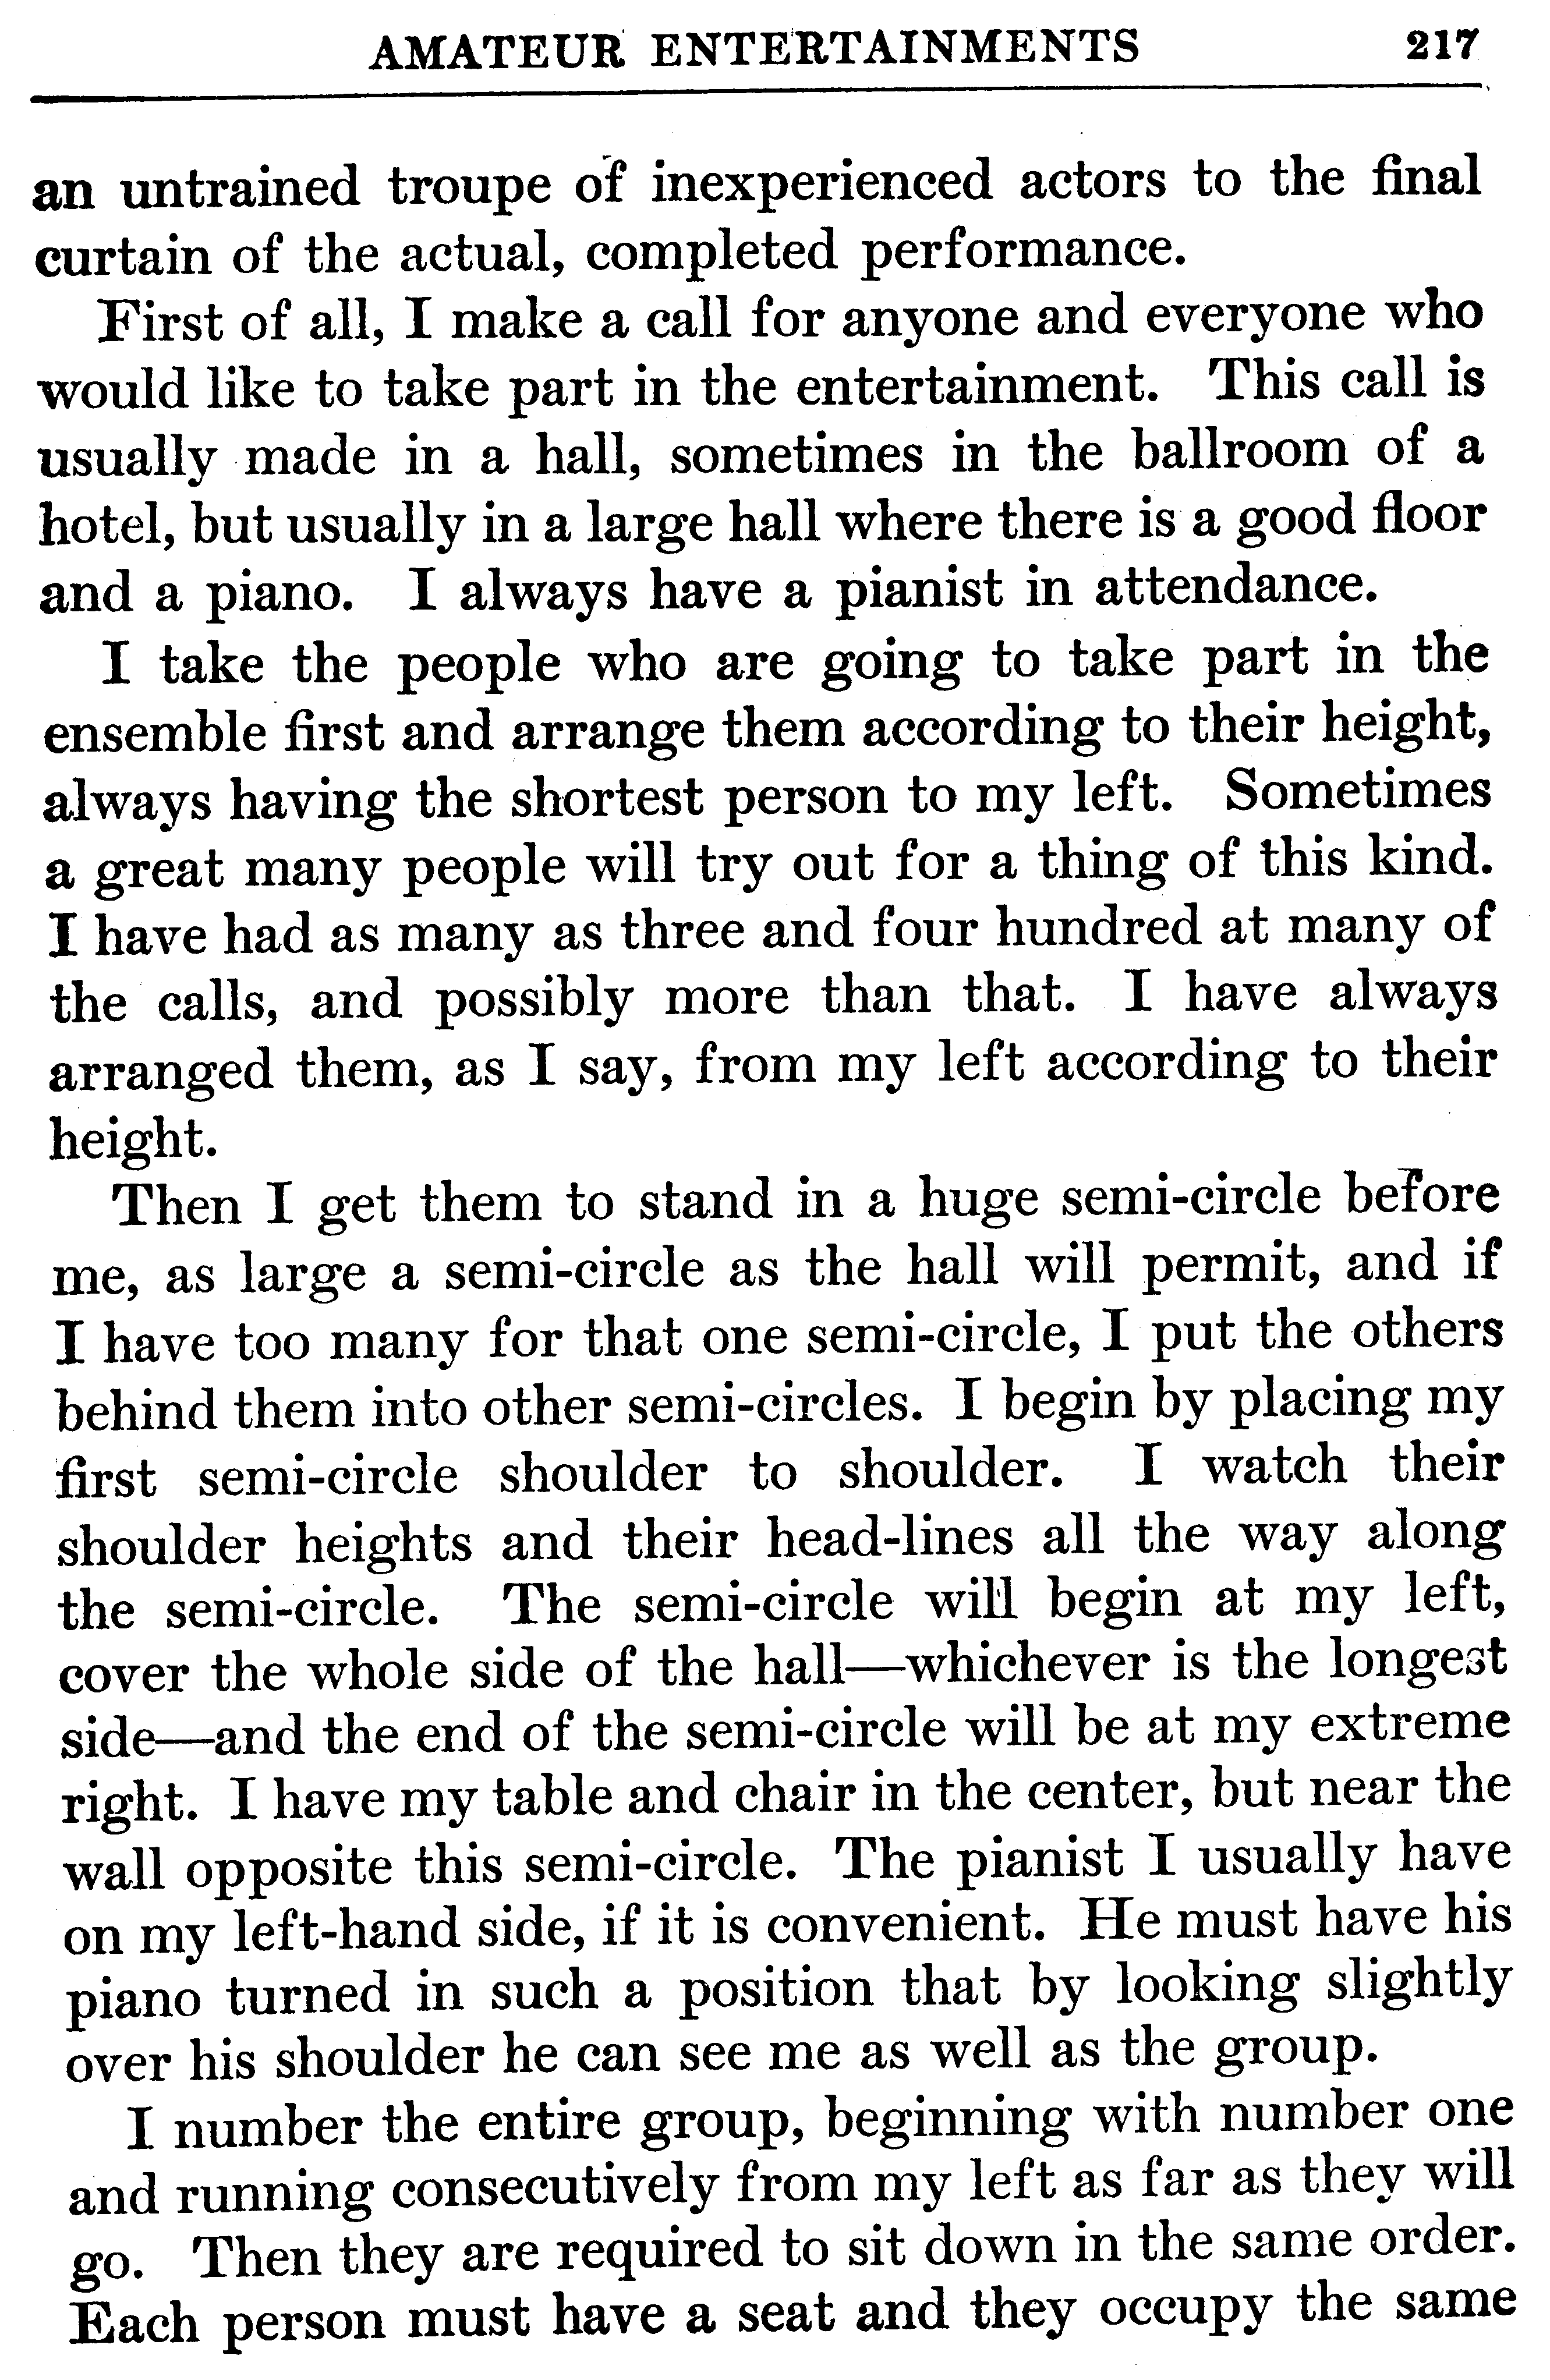 AMATEUR ENTERTAINMENTS 217
an untrained troupe of inexperienced actors to the final
curtain of the actual, completed performance.
First of all, I make a call for anyone and everyone who
would like to take part in the entertainment. This call is
usually made in a hall, sometimes in the ballroom of a
hotel, but usually in a large hall where there is a good floor
and a piano. I always have a pianist in attendance.
I take the people who are going to take part in the
ensemble first and arrange them according to their height,
always having the shortest person to my left. Sometimes
a great many people will try out for a thing of this kind.
I have had as many as three and four hundred at many of
the calls, and possibly more than that. I have always
arranged them, as I say, from my left according to their
height.
Then I get them to stand in a huge semi-circle before
me, as large a semi-circle as the hall will permit, and if
I have too many for that one semi-circle, I put the others
behind them into other semi-circles. I begin by placing my
first semi-circle shoulder to shoulder. I watch their
shoulder heights and their head-lines all the way along
the semi-circle. The semi-circle will begin at my left,
cover the whole side of the hall—whichever is the longest
side—and the end of the semi-circle will be at my extreme
right. I have my table and chair in the center, but near the
wall opposite this semi-circle. The pianist I usually have
on my left-hand side, if it is convenient. He must have his
piano turned in such a position that by looking slightly
over his shoulder he can see me as well as the group.
I number the entire group, beginning with number one
and running consecutively from my left as far as they will
go. Then they are required to sit down in the same order.
Each person must have a seat and they occupy the same